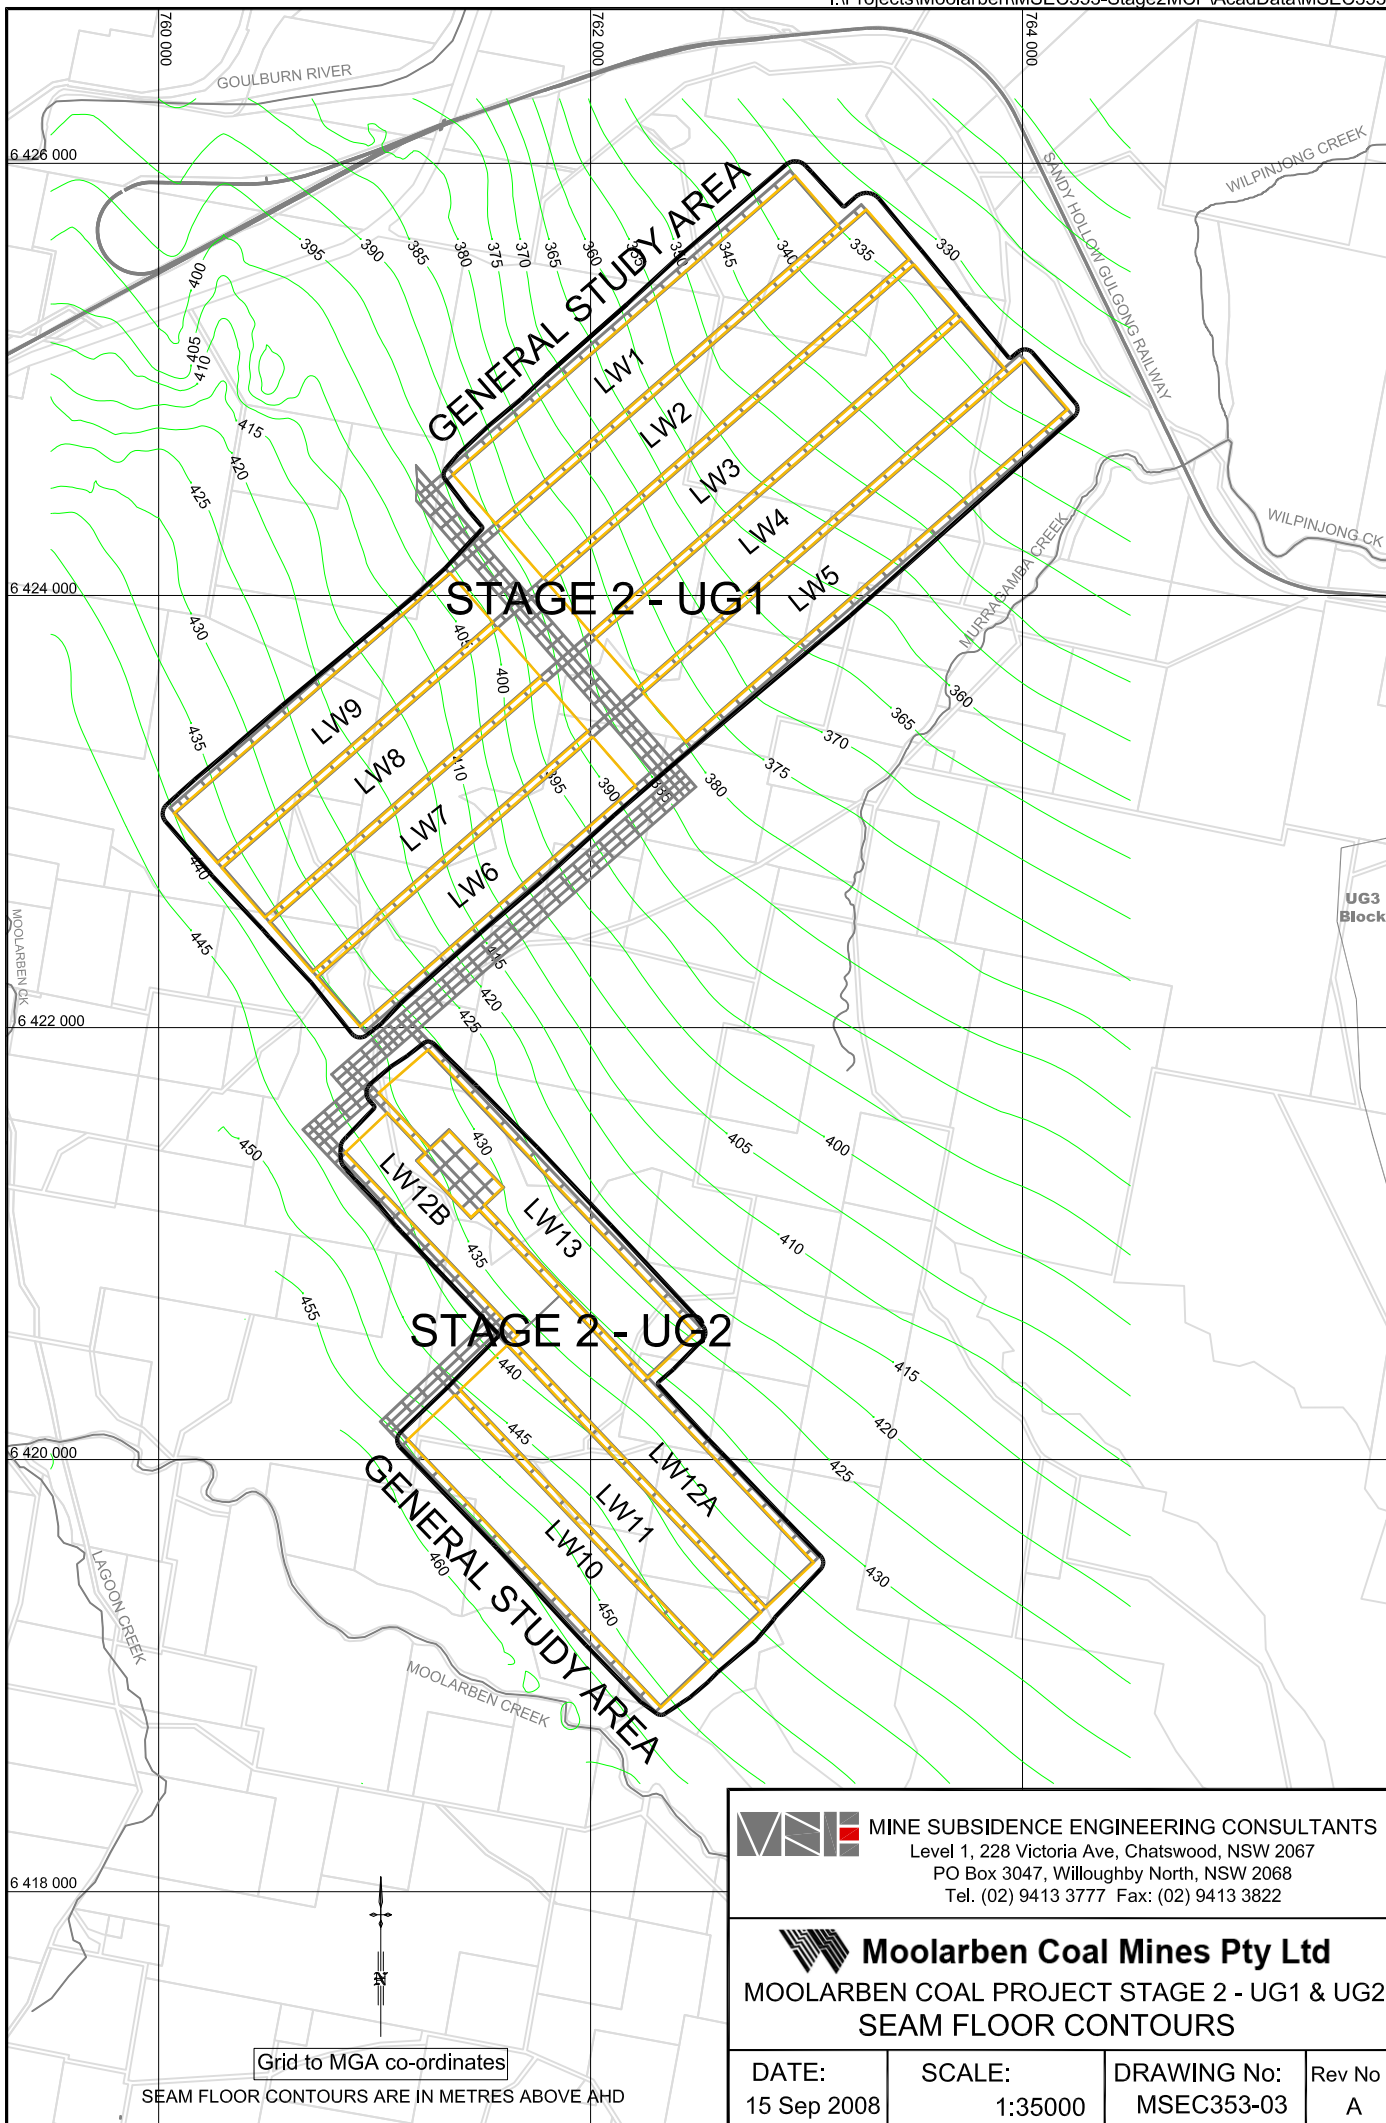 760 000
762 000
764 000
GOULBURN RIVER
6 426 000
WILPINJONG CREEK
SANDY HOLLOW GULGONG RAILWAY
GENERAL STUDY AREA
395
390
385
380
375
370
365
360
345
340
335
330
400
405
410
415
420
425
430
435
440
445
LW1
LW2
LW3
LW4
LW5
WILPINJONG CK
MURRAGAMBA CREEK
6 424 000
STAGE 2 - UG1
405
400
410
395
390
385
380
375
370
365
360
LW9
LW8
LW7
LW6
UG3
Block
MOOLARBEN CK
415
420
425
6 422 000
450
455
460
430
435
440
445
450
405
400
410
415
420
425
430
LW12B
LW13
STAGE 2 - UG2
6 420 000
LW12A
LW11
LW10
GENERAL STUDY AREA
LAGOON CREEK
MOOLARBEN CREEK
6 418 000
N
Grid to MGA co-ordinates
SEAM FLOOR CONTOURS ARE IN METRES ABOVE AHD
MINE SUBSIDENCE ENGINEERING CONSULTANTS
Level 1, 228 Victoria Ave, Chatswood, NSW 2067
PO Box 3047, Willoughby North, NSW 2068
Tel. (02) 9413 3777 Fax: (02) 9413 3822
Moolarben Coal Mines Pty Ltd
MOOLARBEN COAL PROJECT STAGE 2 - UG1 & UG2
SEAM FLOOR CONTOURS
DATE:
15 Sep 2008
SCALE:
1:35000
DRAWING No:
MSEC353-03
Rev No
A